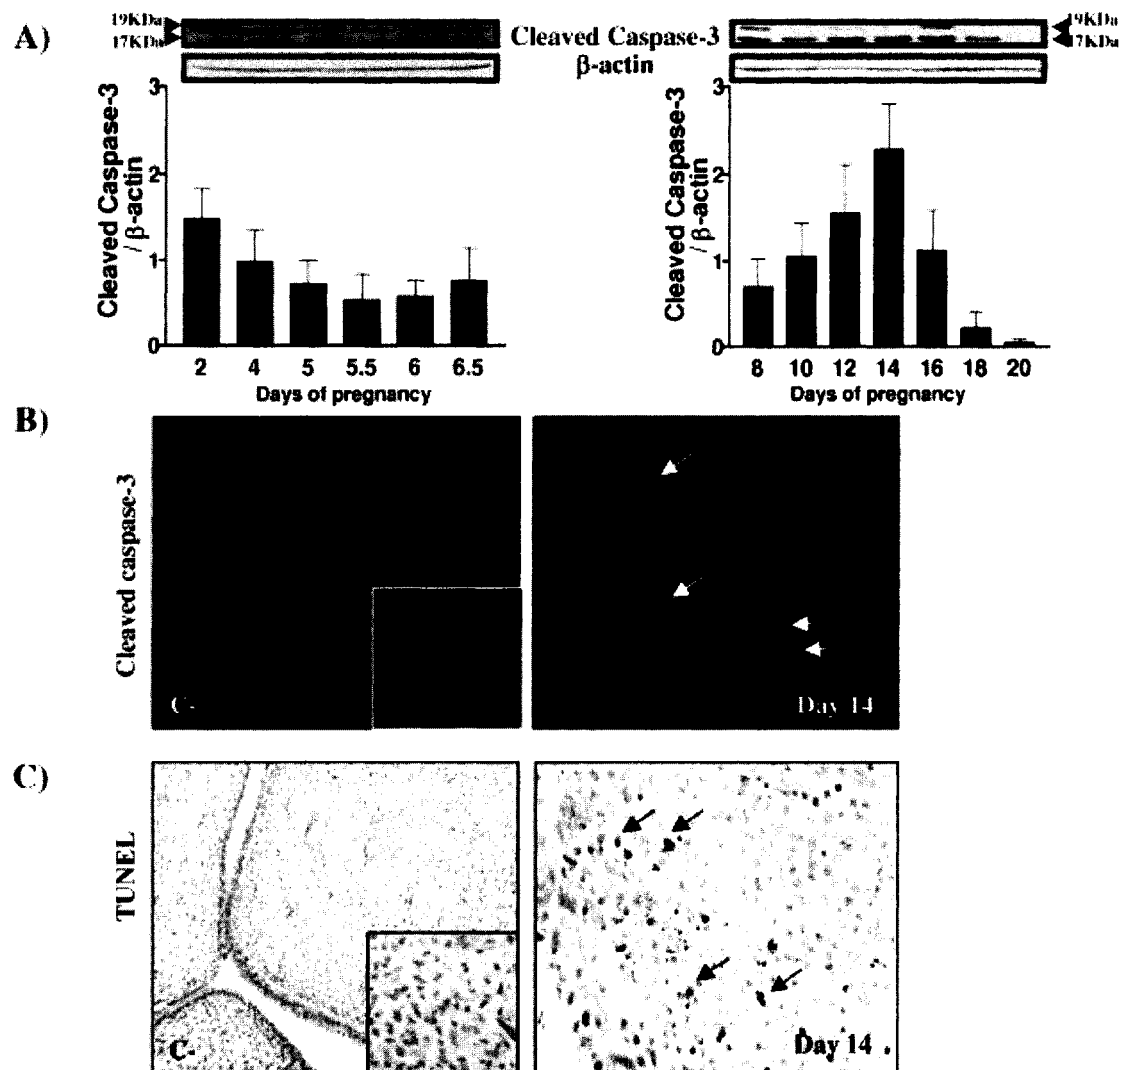 A)
19KDa
17KDa
Cleaved Caspase-3
β-actin
19KDa
17KDa
3
2
1
0
Cleaved Caspase-3
/ β-actin
2 4 5 5.5 6 6.5
Days of pregnancy
3
2
1
0
Cleaved Caspase-3
/ β-actin
8 10 12 14 16 18 20
Days of pregnancy
B)
Cleaved caspase-3
C-
Day 14
C)
TUNEL
C-
Day 14